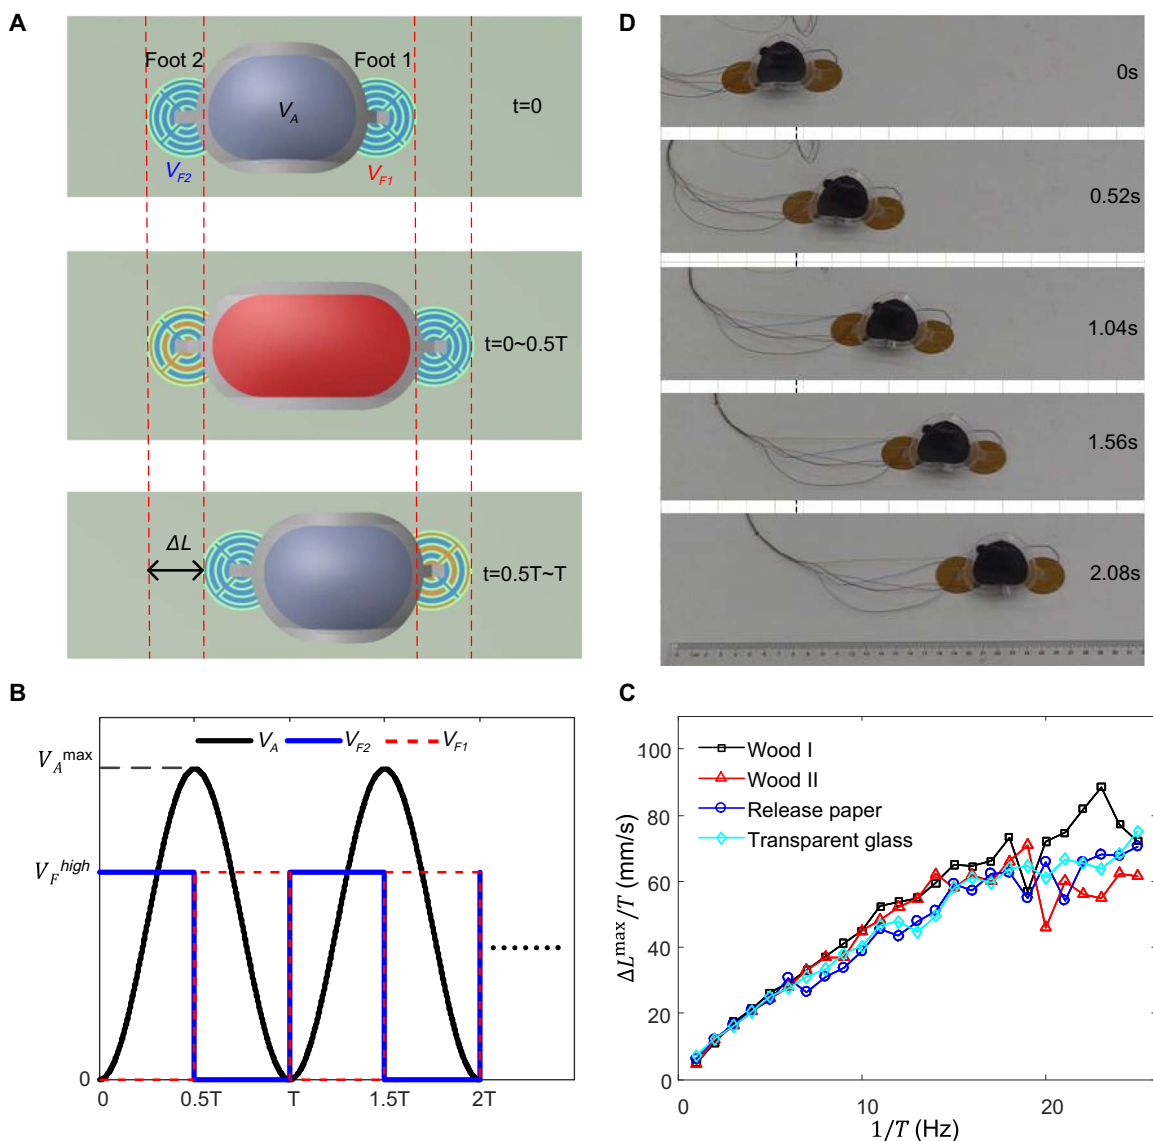 A
Foot 2
Foot 1
V_A
V_F2
V_F1
t=0
t=0~0.5T
ΔL
t=0.5T~T
D
0s
0.52s
1.04s
1.56s
2.08s
B
V_A V_F2 V_F1
V_A^max
V_F^high
0
0 0.5T T 1.5T 2T
C
Wood I
Wood II
Release paper
Transparent glass
ΔL^max/T (mm/s)
100
80
60
40
20
0
0 10 20
1/T (Hz)